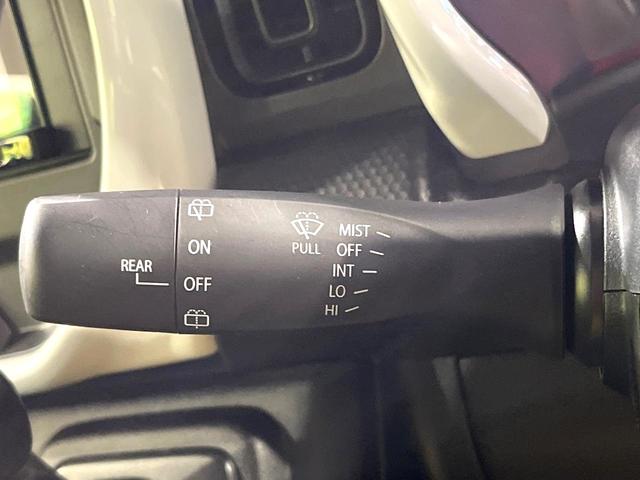 REAR
ON
OFF
PULL
MIST
OFF
INT
LO
HI